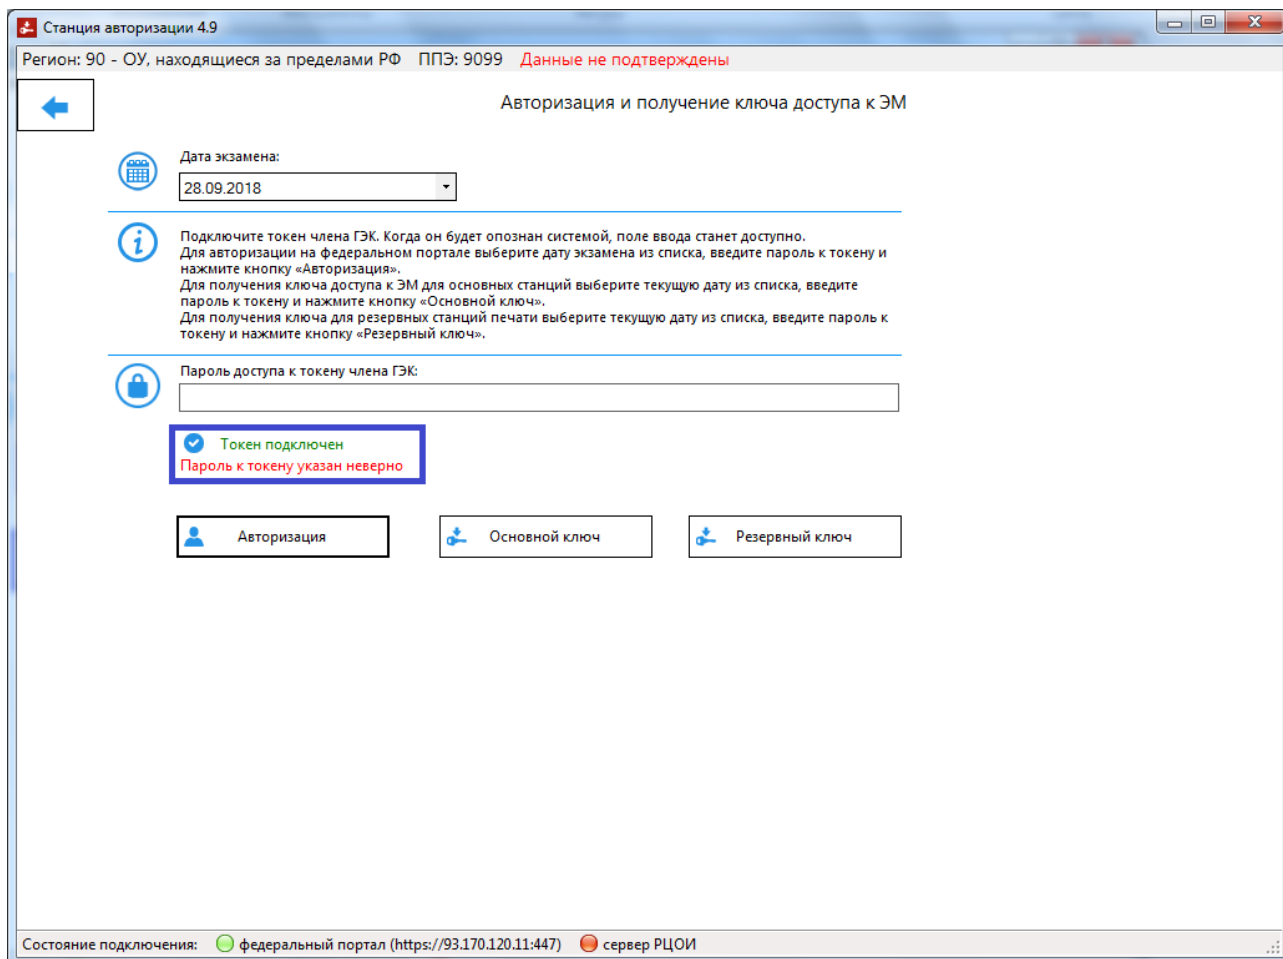 Станция авторизации 4.9
Регион: 90 - ОУ, находящиеся за пределами РФ ППЭ: 9099 Данные не подтверждены
Авторизация и получение ключа доступа к ЭМ
Дата экзамена:
28.09.2018
Подключите токен члена ГЭК. Когда он будет опознан системой, поле ввода станет доступно.
Для авторизации на федеральном портале выберите дату экзамена из списка, введите пароль к токену и
нажмите кнопку «Авторизация».
Для получения ключа доступа к ЭМ для основных станций выберите текущую дату из списка, введите
пароль к токену и нажмите кнопку «Основной ключ».
Для получения ключа для резервных станций печати выберите текущую дату из списка, введите пароль к
токену и нажмите кнопку «Резервный ключ».
Пароль доступа к токену члена ГЭК:
Токен подключен
Пароль к токену указан неверно
Авторизация Основной ключ Резервный ключ
Состояние подключения: федеральный портал (https://93.170.120.11:447) сервер РЦОИ